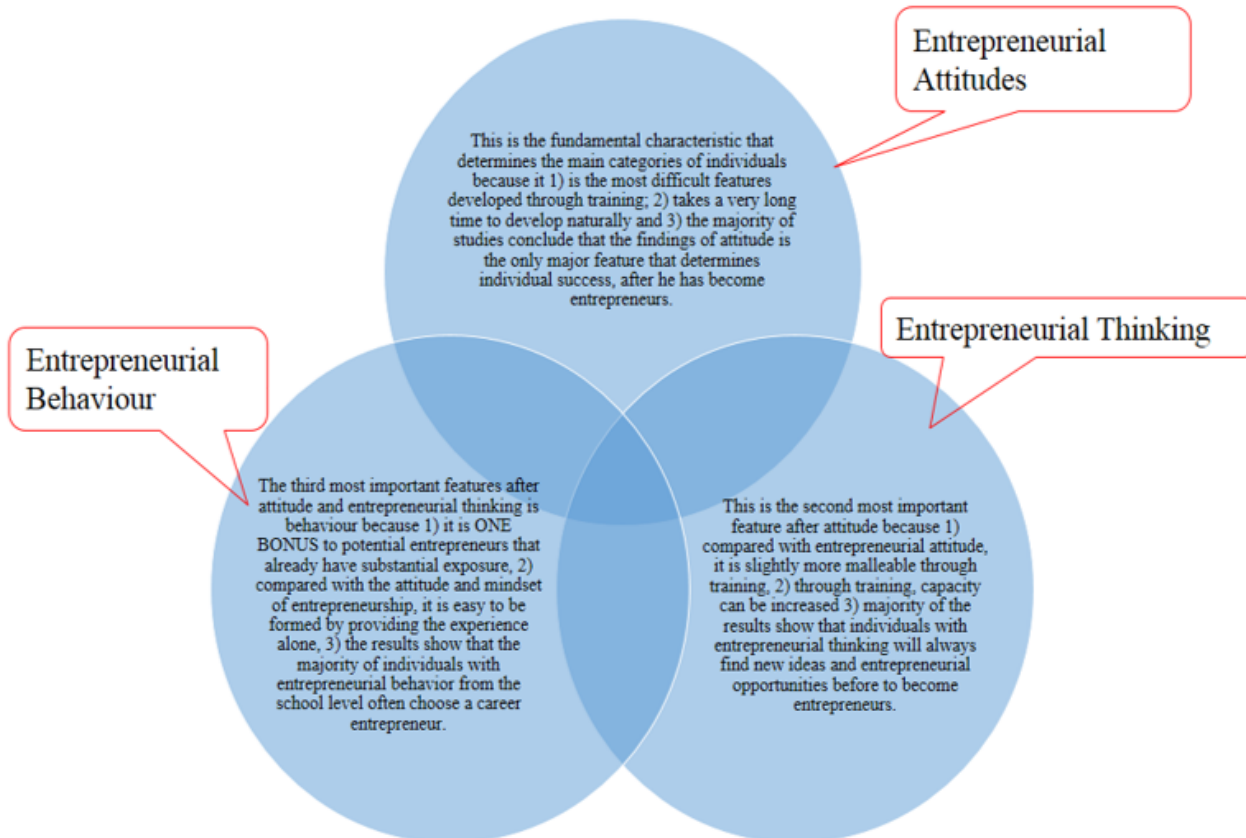 Entrepreneurial
Attitudes
This is the fundamental characteristic that
determines the main categories of individuals
because it 1) is the most difficult features
developed through training; 2) takes a very long
time to develop naturally and 3) the majority of
studies conclude that the findings of attitude is
the only major feature that determines
individual success, after he has become
entrepreneurs.
Entrepreneurial Thinking
Entrepreneurial
Behaviour
The third most important features after
attitude and entrepreneurial thinking is
behaviour because 1) it is ONE
BONUS to potential entrepreneurs that
already have substantial exposure, 2)
compared with the attitude and mindset
of entrepreneurship, it is easy to be
formed by providing the experience
alone, 3) the results show that the
majority of individuals with
entrepreneurial behavior from the
school level often choose a career
entrepreneur.
This is the second most important
feature after attitude because 1)
compared with entrepreneurial attitude,
it is slightly more malleable through
training, 2) through training, capacity
can be increased 3) majority of the
results show that individuals with
entrepreneurial thinking will always
find new ideas and entrepreneurial
opportunities before to become
entrepreneurs.